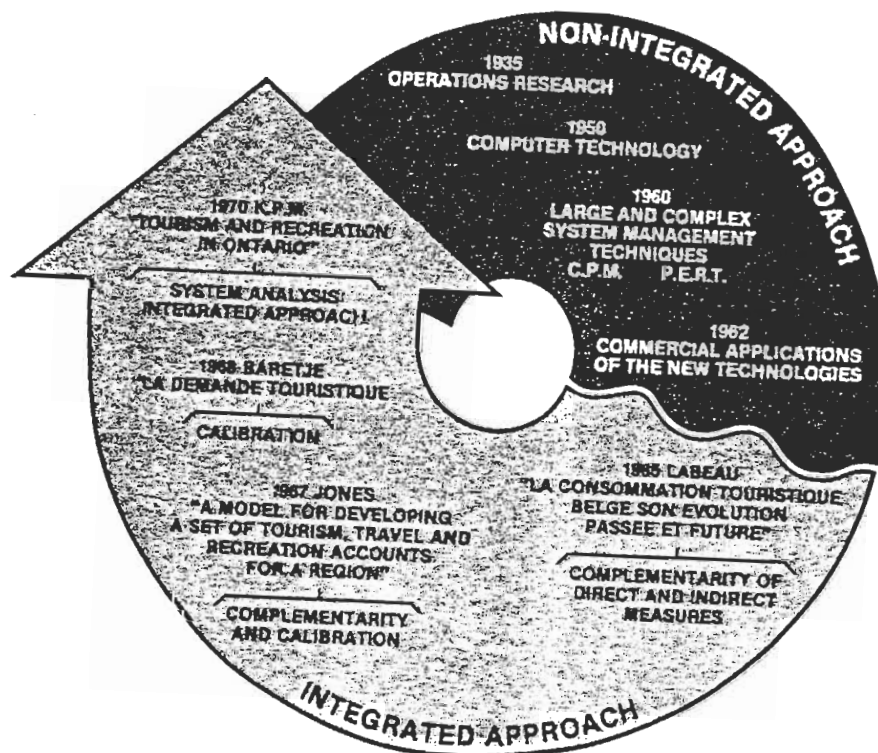 NON-INTEGRATED APPROACH
1935
OPERATIONS RESEARCH
1950
COMPUTER TECHNOLOGY
1960
LARGE AND COMPLEX
SYSTEM MANAGEMENT
TECHNIQUES
C.P.M. P.E.R.T.
1962
COMMERCIAL APPLICATIONS
OF THE NEW TECHNOLOGIES
1965 LABEAU
"LA CONSOMMATION TOURISTIQUE
BELGE SON EVOLUTION
PASSEE ET FUTURE"
COMPLEMENTARITY OF
DIRECT AND INDIRECT
MEASURES
1967 JONES
"A MODEL FOR DEVELOPING
A SET OF TOURISM, TRAVEL AND
RECREATION ACCOUNTS
FOR A REGION"
COMPLEMENTARITY
AND CALIBRATION
1968 BARETJE
"LA DEMANDE TOURISTIQUE
CALIBRATION
1970 K.P.M.
"TOURISM AND RECREATION
IN ONTARIO"
SYSTEM ANALYSIS
INTEGRATED APPROACH
INTEGRATED APPROACH